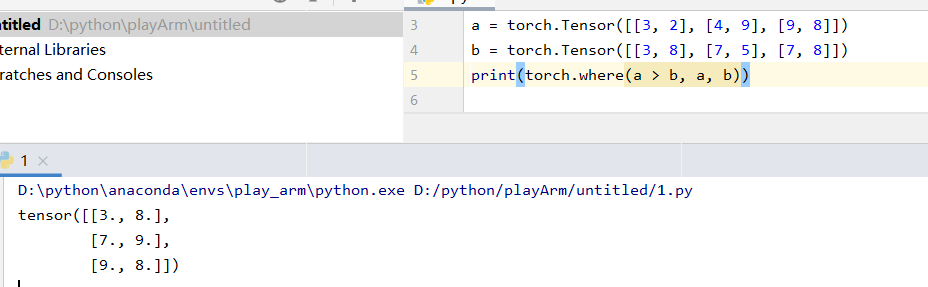 ntitled D:\python\playArm\untitled
ternal Libraries
ratches and Consoles
3 a = torch.Tensor([[3, 2], [4, 9], [9, 8]])
4 b = torch.Tensor([[3, 8], [7, 5], [7, 8]])
5 print(torch.where(a > b, a, b))
6
1 ×
D:\python\anaconda\envs\play_arm\python.exe D:/python/playArm/untitled/1.py
tensor([[3., 8.],
        [7., 9.],
        [9., 8.]])